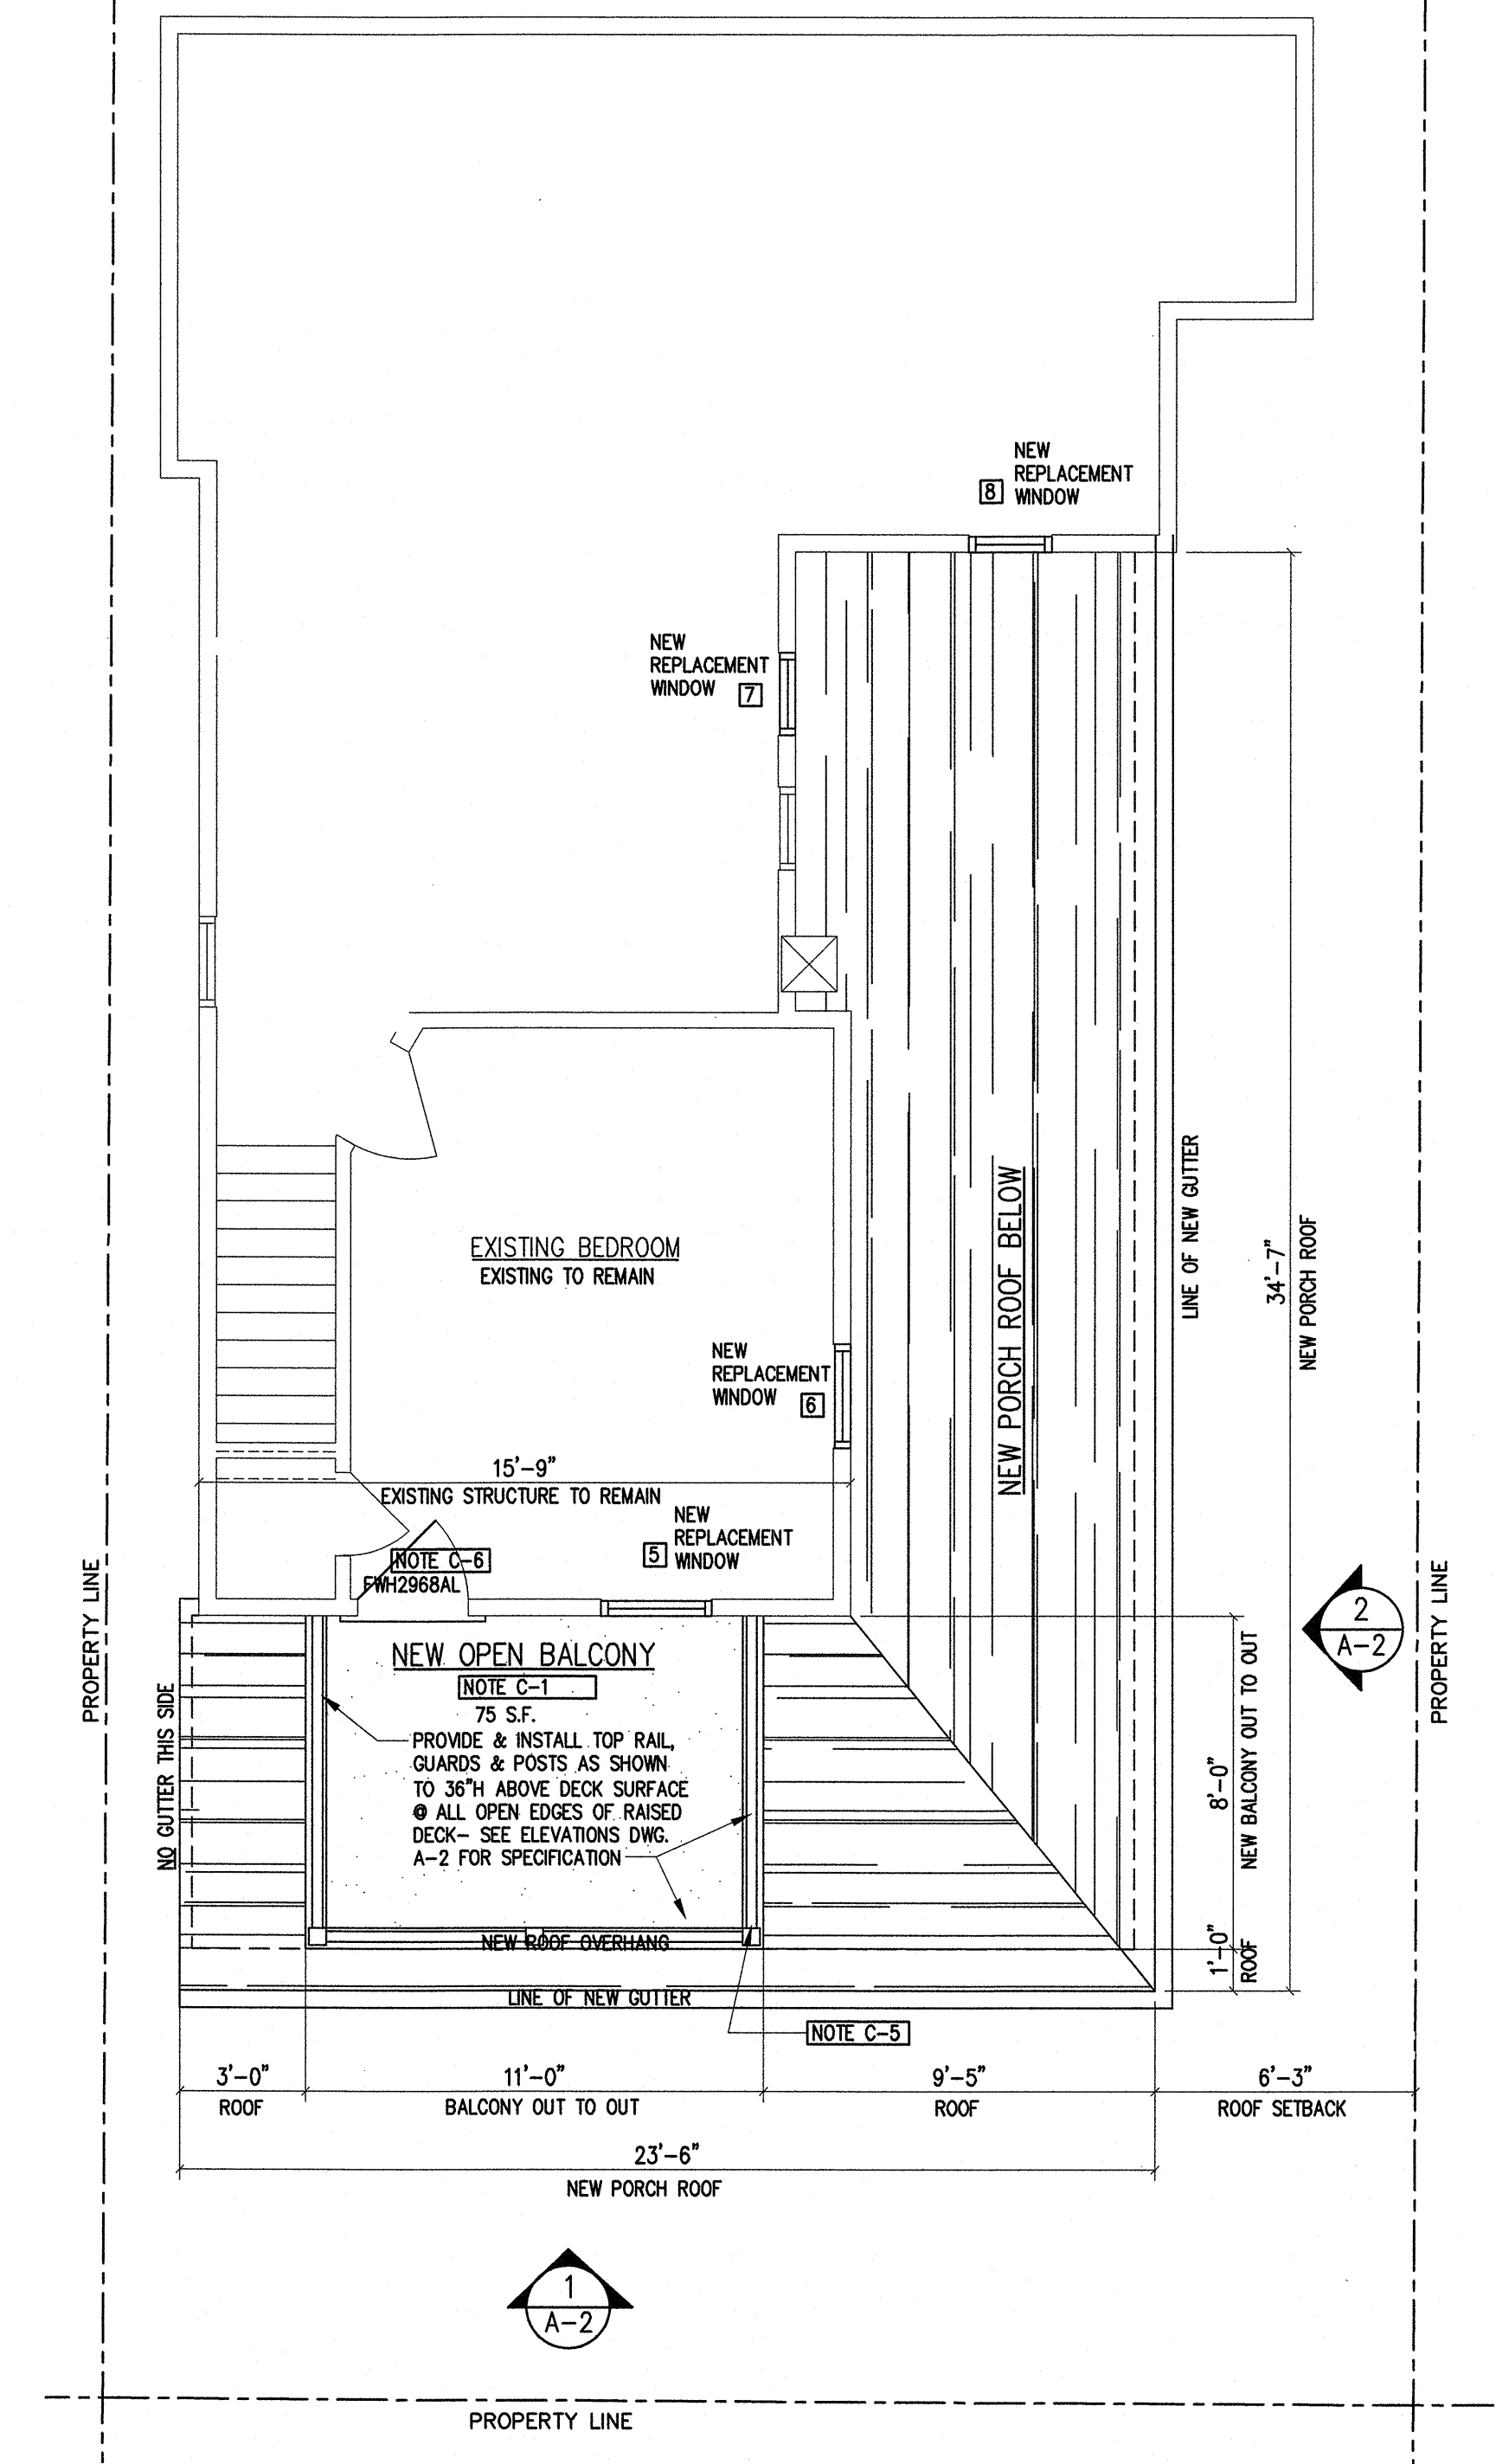 NEW
REPLACEMENT
8 WINDOW
NEW
REPLACEMENT
WINDOW 7
LINE OF NEW GUTTER
34'-7"
NEW PORCH ROOF
NEW PORCH ROOF BELOW
EXISTING BEDROOM
EXISTING TO REMAIN
NEW
REPLACEMENT
WINDOW 6
15'-9"
EXISTING STRUCTURE TO REMAIN
NEW
REPLACEMENT
5 WINDOW
NOTE C-6
FWH2968AL
PROPERTY LINE
PROPERTY LINE
2
A-2
NEW OPEN BALCONY
NOTE C-1
75 S.F.
PROVIDE & INSTALL TOP RAIL,
GUARDS & POSTS AS SHOWN
TO 36"H ABOVE DECK SURFACE
@ ALL OPEN EDGES OF RAISED
DECK- SEE ELEVATIONS DWG.
A-2 FOR SPECIFICATION
NO GUTTER THIS SIDE
8'-0"
NEW BALCONY OUT TO OUT
1'-0"
ROOF
NEW ROOF OVERHANG
LINE OF NEW GUTTER
NOTE C-5
3'-0"
ROOF
11'-0"
BALCONY OUT TO OUT
9'-5"
ROOF
6'-3"
ROOF SETBACK
23'-6"
NEW PORCH ROOF
1
A-2
PROPERTY LINE